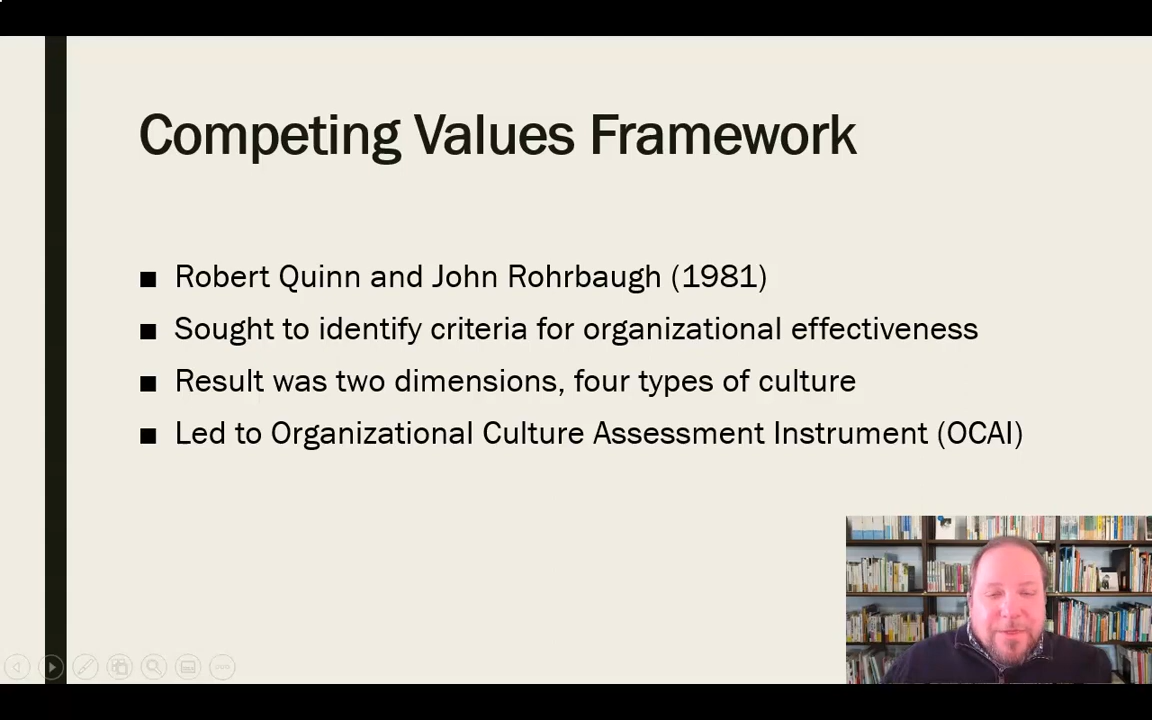 Competing Values Framework
■ Robert Quinn and John Rohrbaugh (1981)
■ Sought to identify criteria for organizational effectiveness
■ Result was two dimensions, four types of culture
■ Led to Organizational Culture Assessment Instrument (OCAI)